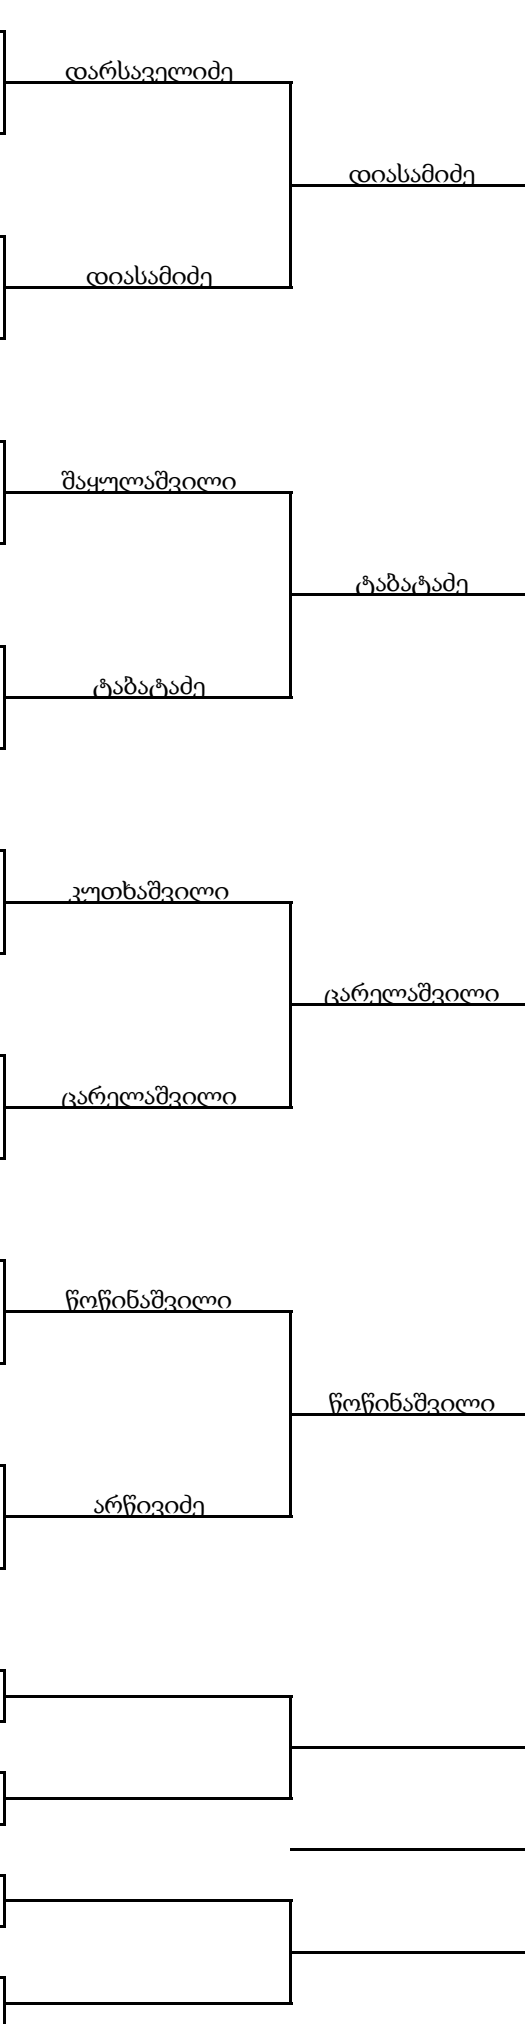 დარსაველიძე
დიასამიძე
დიასამიძე
შაყულაშვილი
ტაბატაძე
ტაბატაძე
კუთხაშვილი
ცარელაშვილი
ცარელაშვილი
წოწინაშვილი
წოწინაშვილი
არწივიძე